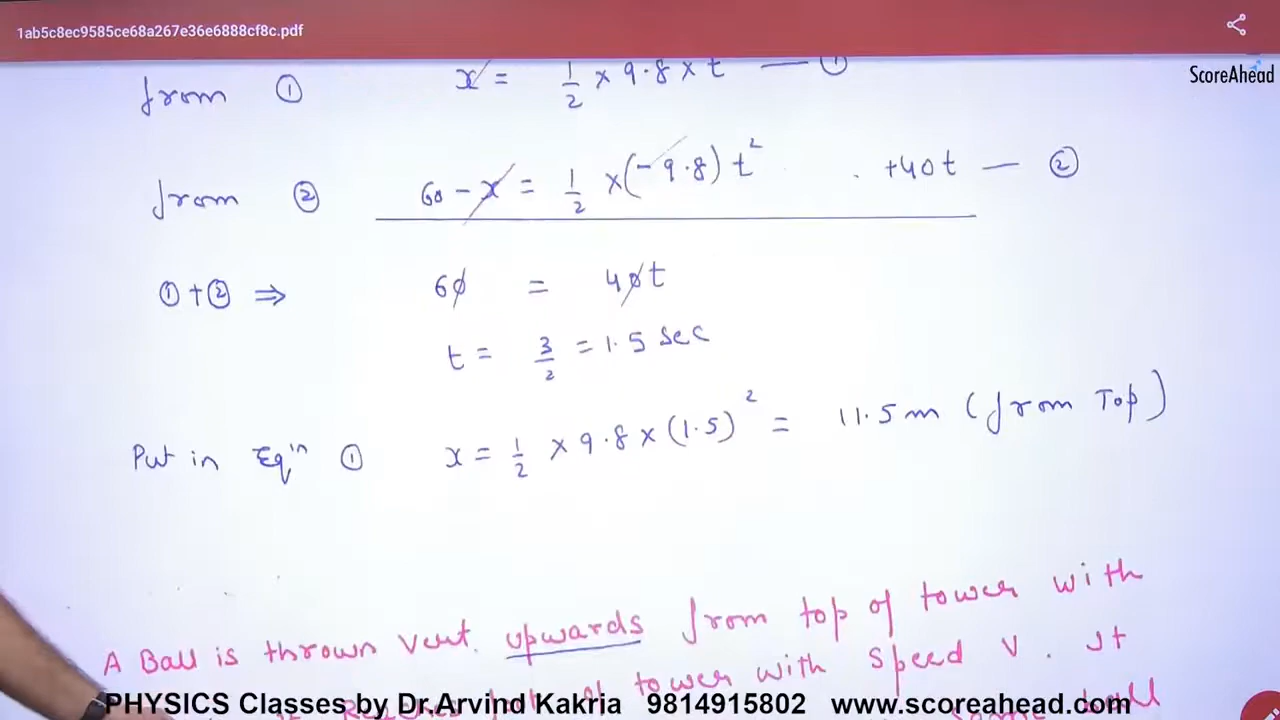 1ab5c8ec9585ce68a267e36e6888cf8c.pdf
ScoreAhead
from ① x = 1/2 × 9.8 × t — ①
from ② 60 - x = 1/2 × (-9.8) t² . +40t — ②
① + ② ⇒ 60 = 40t
t = 3/2 = 1.5 sec
Put in Eq'n ① x = 1/2 × 9.8 × (1.5)² = 11.5 m (from Top)
A Ball is thrown vert. upwards from top of tower with
of tower with speed v. It
ball
PHYSICS Classes by Dr.Arvind Kakria 9814915802 www.scoreahead.com